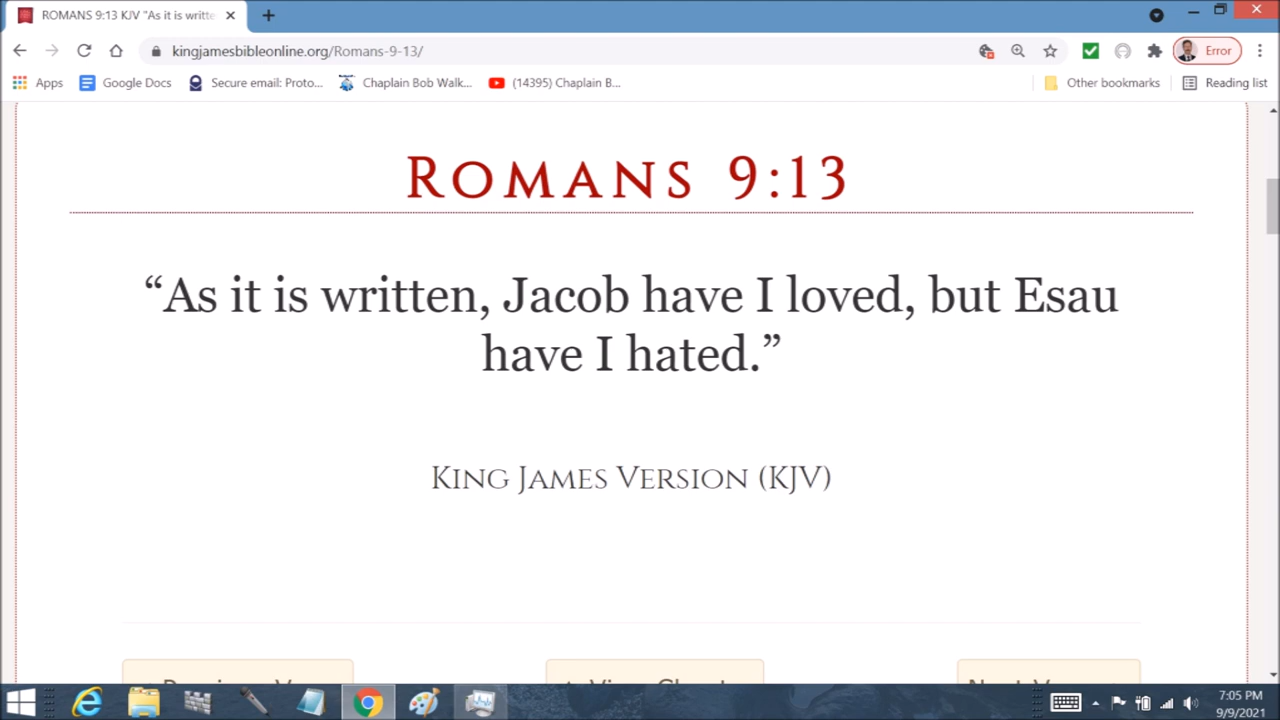 ROMANS 9:13 KJV "As it is writte
kingjamesbibleonline.org/Romans-9-13/
Error
Apps
Google Docs
Secure email: Proto...
Chaplain Bob Walk...
(14395) Chaplain B...
Other bookmarks
Reading list
ROMANS 9:13
“As it is written, Jacob have I loved, but Esau
have I hated.”
KING JAMES VERSION (KJV)
7:05 PM
9/9/2021